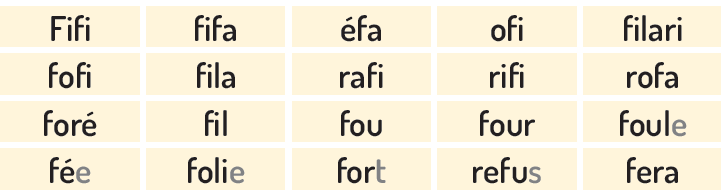 Fifi fifa éfa ofi filari
fofi fila rafi rifi rofa
foré fil fou four foule
fée folie fort refus fera